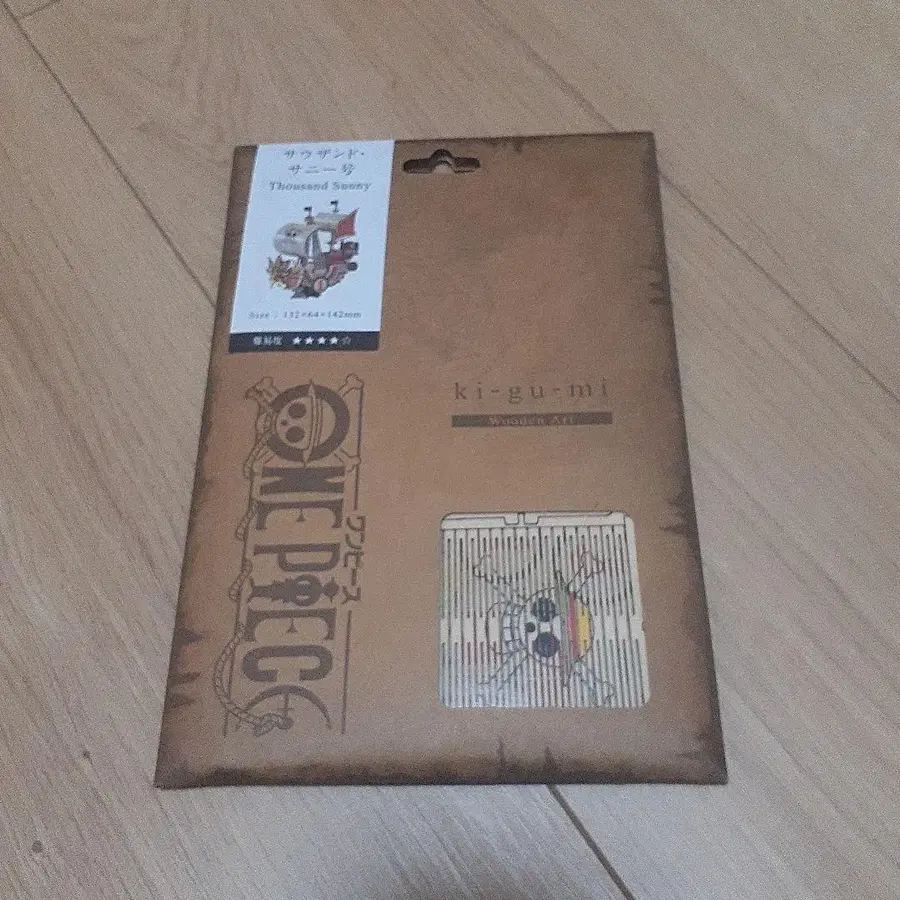 サウザンド・
サニー号
Thousand Sunny
Size : 132×64×142mm
難易度 ★★★★☆
ki-gu-mi
Wooden Art
ONE PIECE
ワンピース